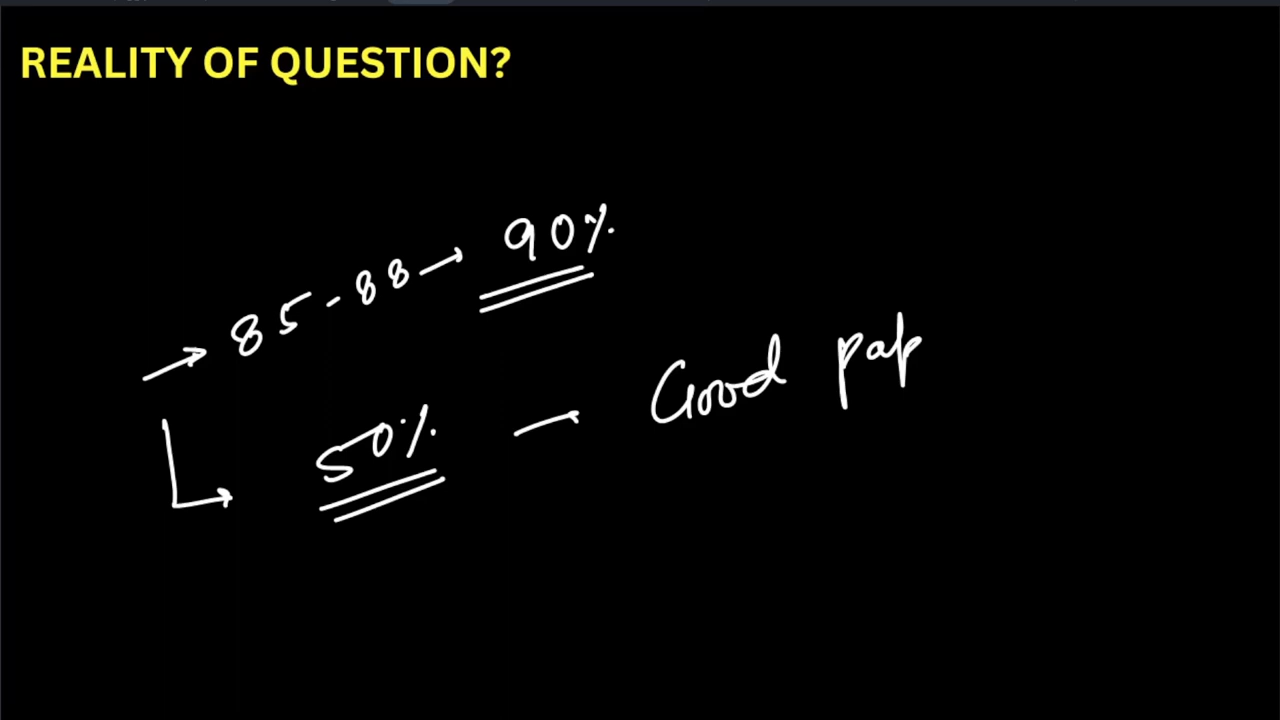 REALITY OF QUESTION?
→ 85-88 → 90%
50% - Good pap